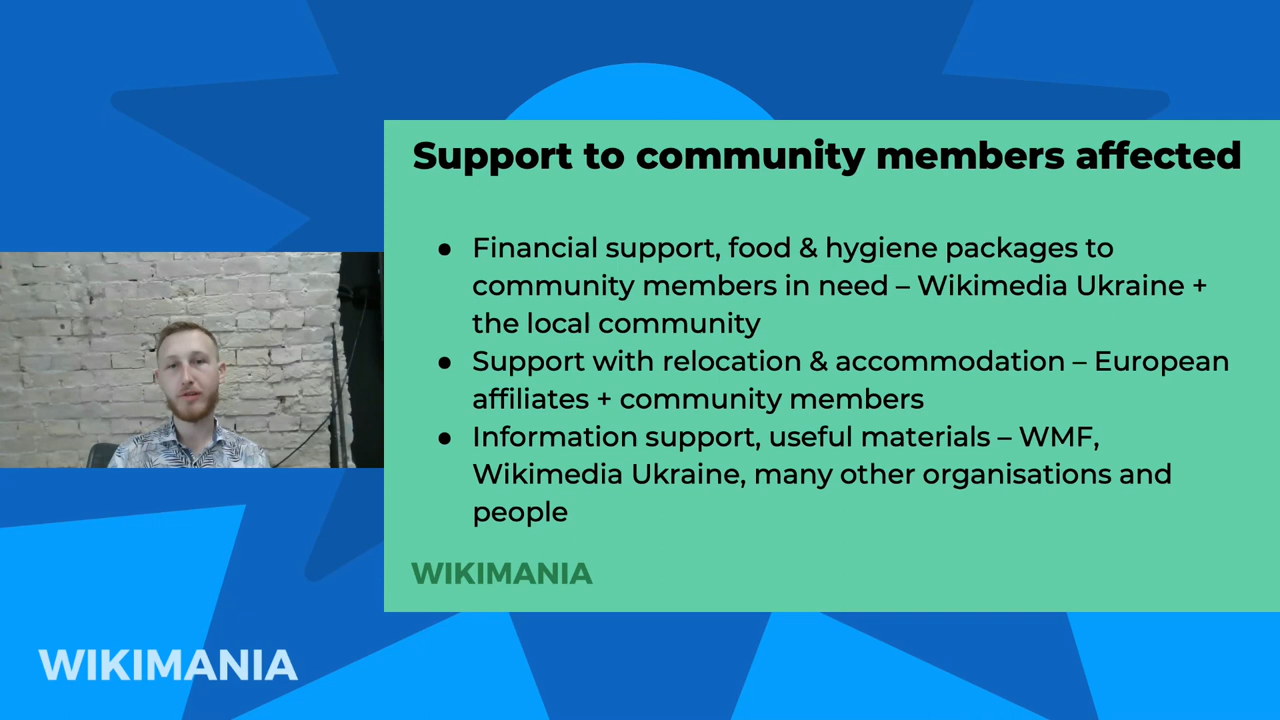 Support to community members affected
● Financial support, food & hygiene packages to
community members in need – Wikimedia Ukraine +
the local community
● Support with relocation & accommodation – European
affiliates + community members
● Information support, useful materials – WMF,
Wikimedia Ukraine, many other organisations and
people
WIKIMANIA
WIKIMANIA